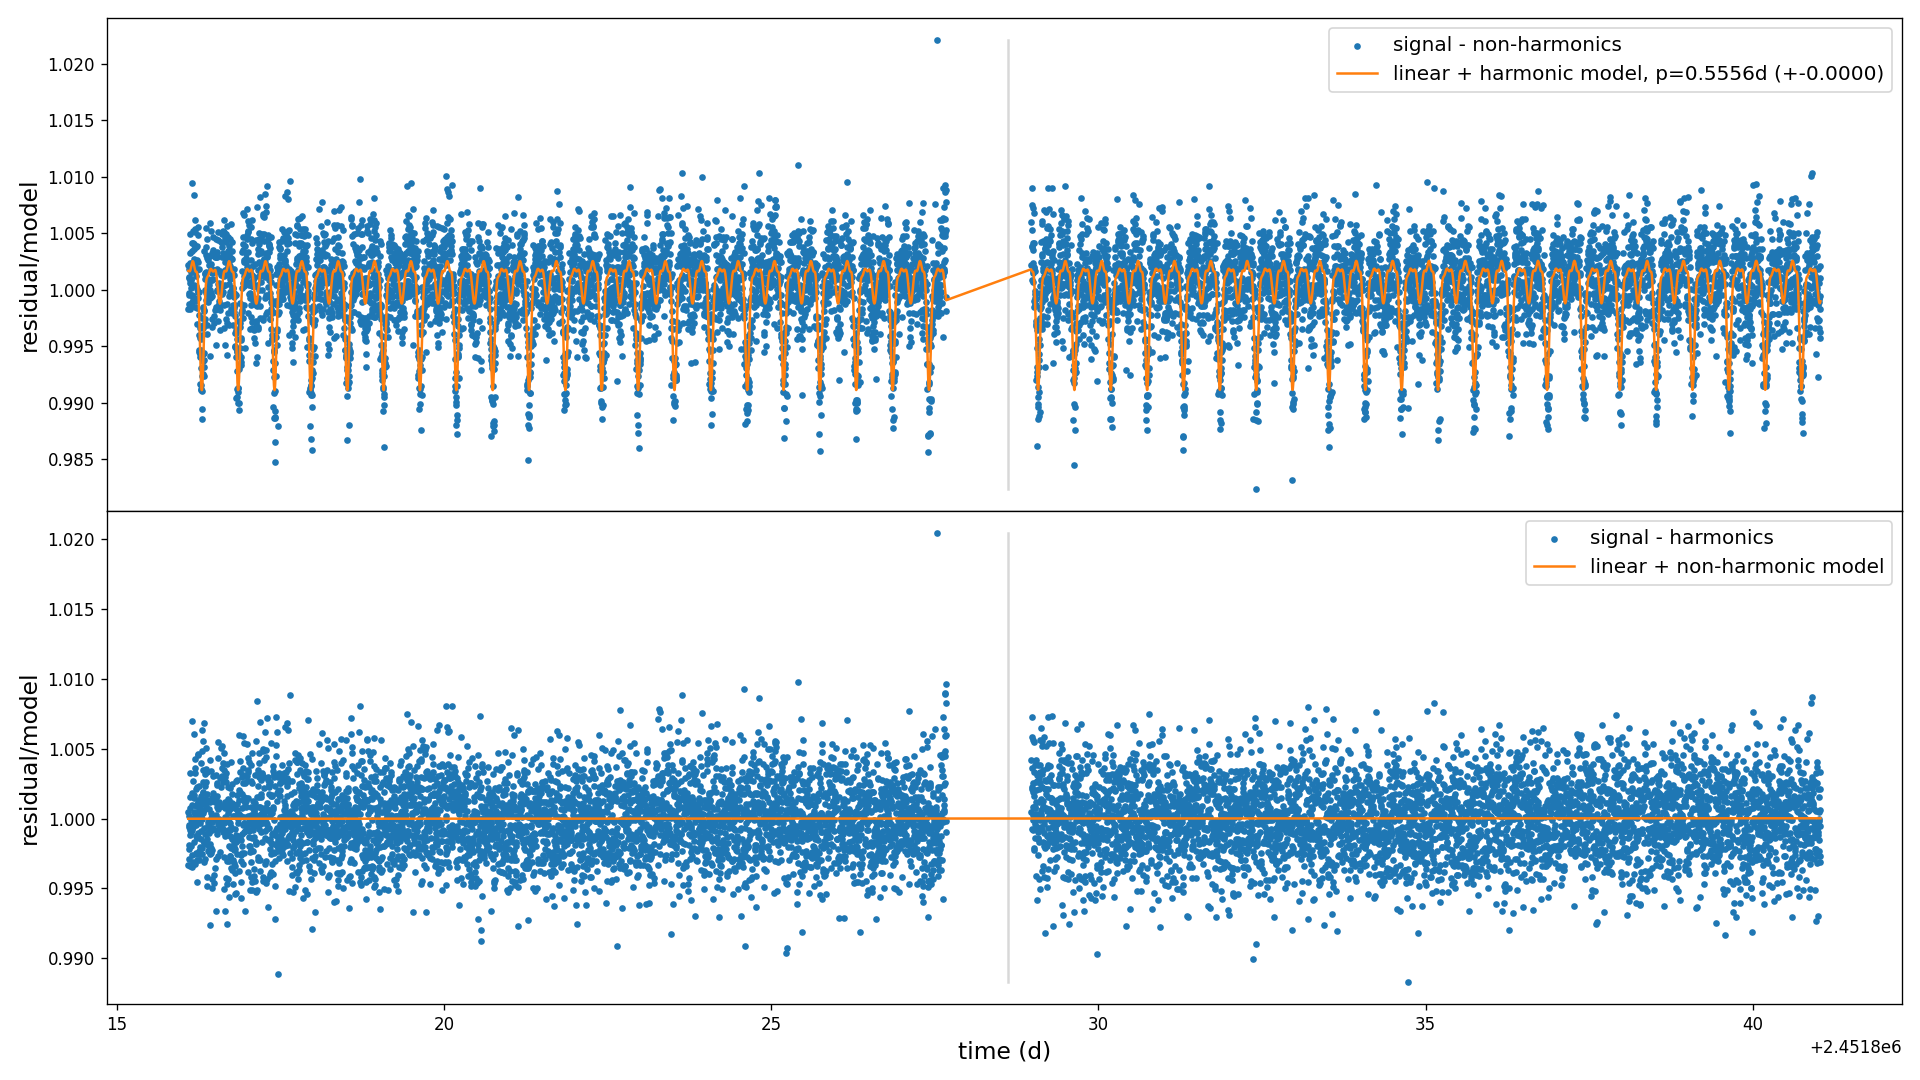 signal - non-harmonics
linear + harmonic model, p=0.5556d (+-0.0000)
residual/model
1.020
1.015
1.010
1.005
1.000
0.995
0.990
0.985
signal - harmonics
linear + non-harmonic model
residual/model
1.020
1.015
1.010
1.005
1.000
0.995
0.990
15
20
25
30
35
40
time (d)
+2.4518e6